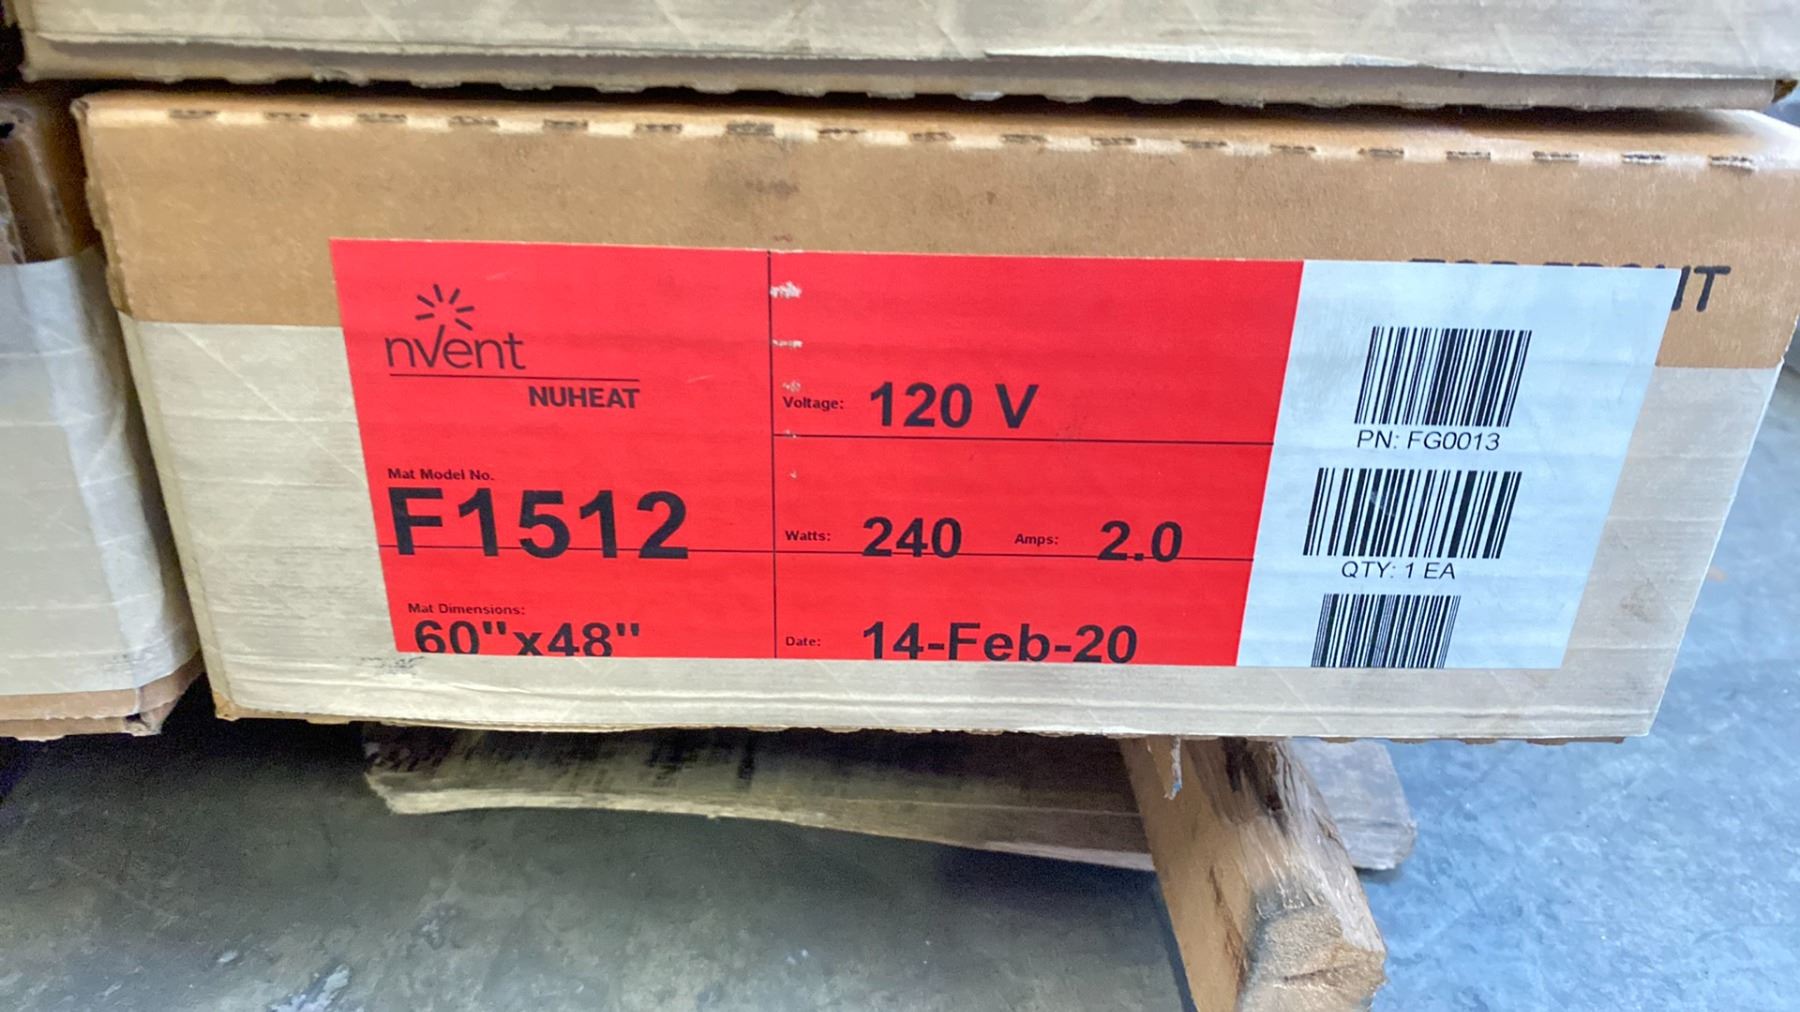 nVent
NUHEAT
Mat Model No.
F1512
Mat Dimensions:
60"x48"
Voltage: 120 V
Watts: 240 Amps: 2.0
Date: 14-Feb-20
PN: FG0013
QTY: 1 EA